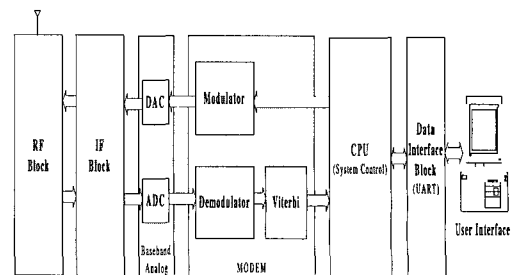 RF
Block
IF
Block
DAC
ADC
Baseband
Analog
Modulator
Demodulator
Viterbi
MODEM
CPU
(System Control)
Data
Interface
Block
(UART)
User Interface